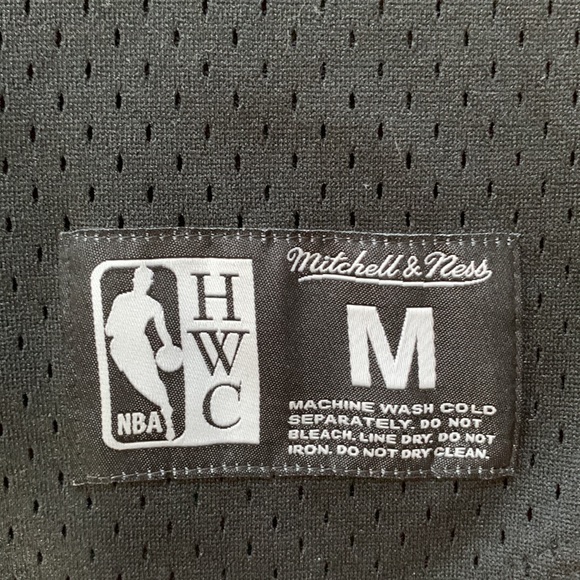 NBA
H
W
C
Mitchell & Ness
M
MACHINE WASH COLD
SEPARATELY. DO NOT
BLEACH. LINE DRY. DO NOT
IRON. DO NOT DRY CLEAN.